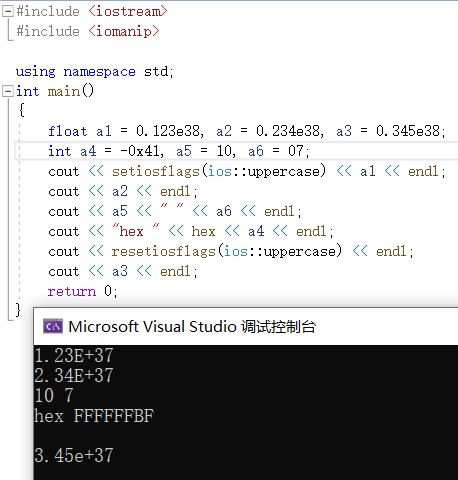 #include <iostream>
#include <iomanip>
using namespace std;
int main()
{
float a1 = 0.123e38, a2 = 0.234e38, a3 = 0.345e38;
int a4 = -0x41, a5 = 10, a6 = 07;
cout << setiosflags(ios::uppercase) << a1 << endl;
cout << a2 << endl;
cout << a5 << " " << a6 << endl;
cout << "hex " << hex << a4 << endl;
cout << resetiosflags(ios::uppercase) << endl;
cout << a3 << endl;
return 0;
}
Microsoft Visual Studio 调试控制台
1.23E+37
2.34E+37
10 7
hex FFFFFFBF
3.45e+37